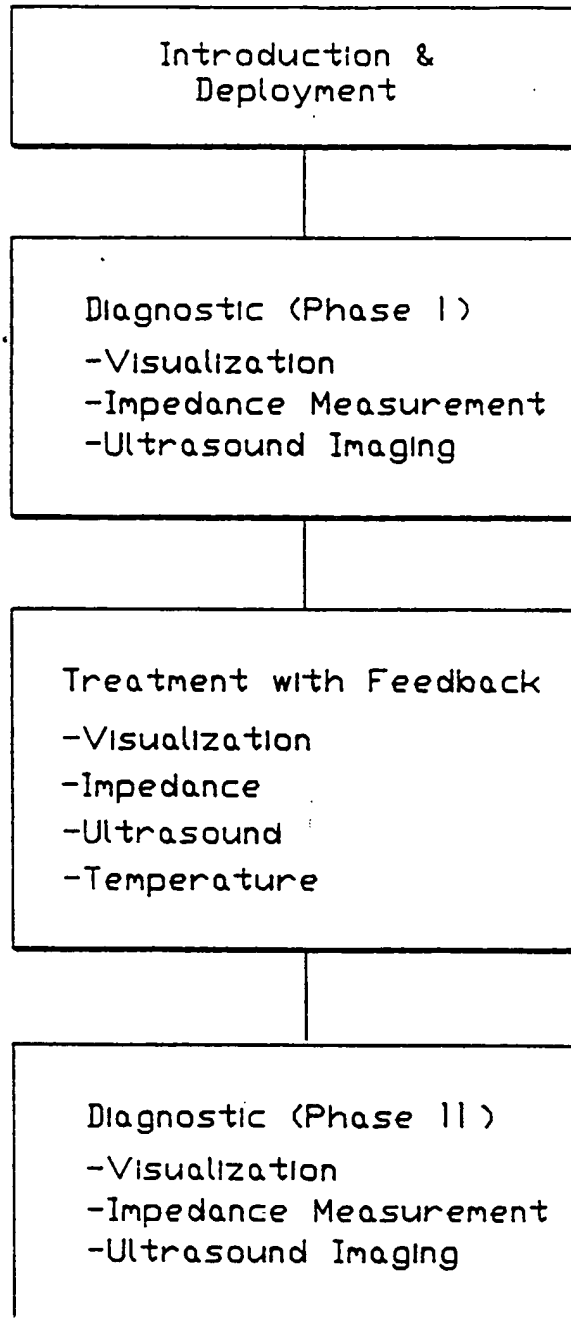 Introduction &
Deployment
Diagnostic (Phase I)
-Visualization
-Impedance Measurement
-Ultrasound Imaging
Treatment with Feedback
-Visualization
-Impedance
-Ultrasound
-Temperature
Diagnostic (Phase II)
-Visualization
-Impedance Measurement
-Ultrasound Imaging